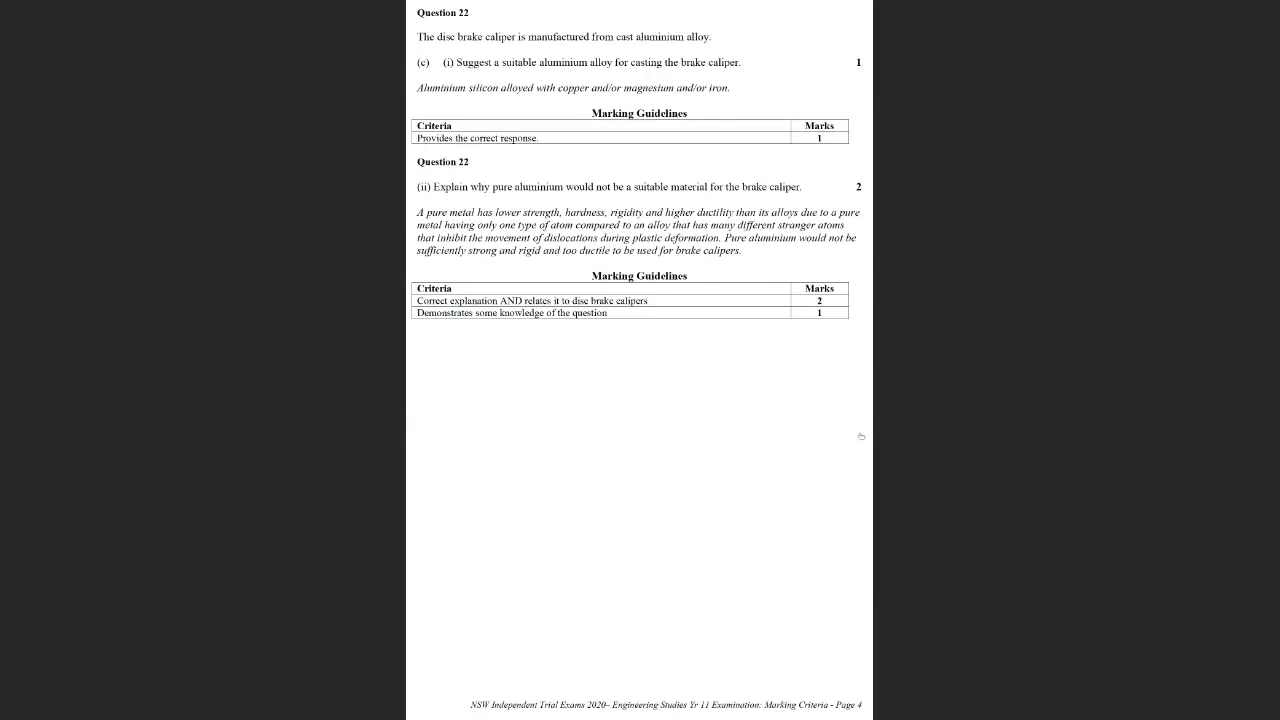 Question 22
The disc brake caliper is manufactured from cast aluminium alloy.
(c) (i) Suggest a suitable aluminium alloy for casting the brake caliper. 1
Aluminium silicon alloyed with copper and/or magnesium and/or iron.
Marking Guidelines
Criteria Marks
Provides the correct response. 1
Question 22
(ii) Explain why pure aluminium would not be a suitable material for the brake caliper. 2
A pure metal has lower strength, hardness, rigidity and higher ductility than its alloys due to a pure
metal having only one type of atom compared to an alloy that has many different stranger atoms
that inhibit the movement of dislocations during plastic deformation. Pure aluminium would not be
sufficiently strong and rigid and too ductile to be used for brake calipers.
Marking Guidelines
Criteria Marks
Correct explanation AND relates it to disc brake calipers 2
Demonstrates some knowledge of the question 1
NSW Independent Trial Exams 2020– Engineering Studies Yr 11 Examination: Marking Criteria - Page 4